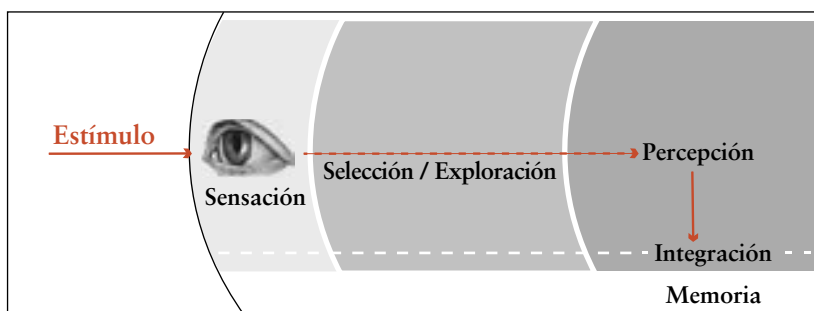 Estímulo
Sensación
Selección / Exploración
Percepción
Integración
Memoria